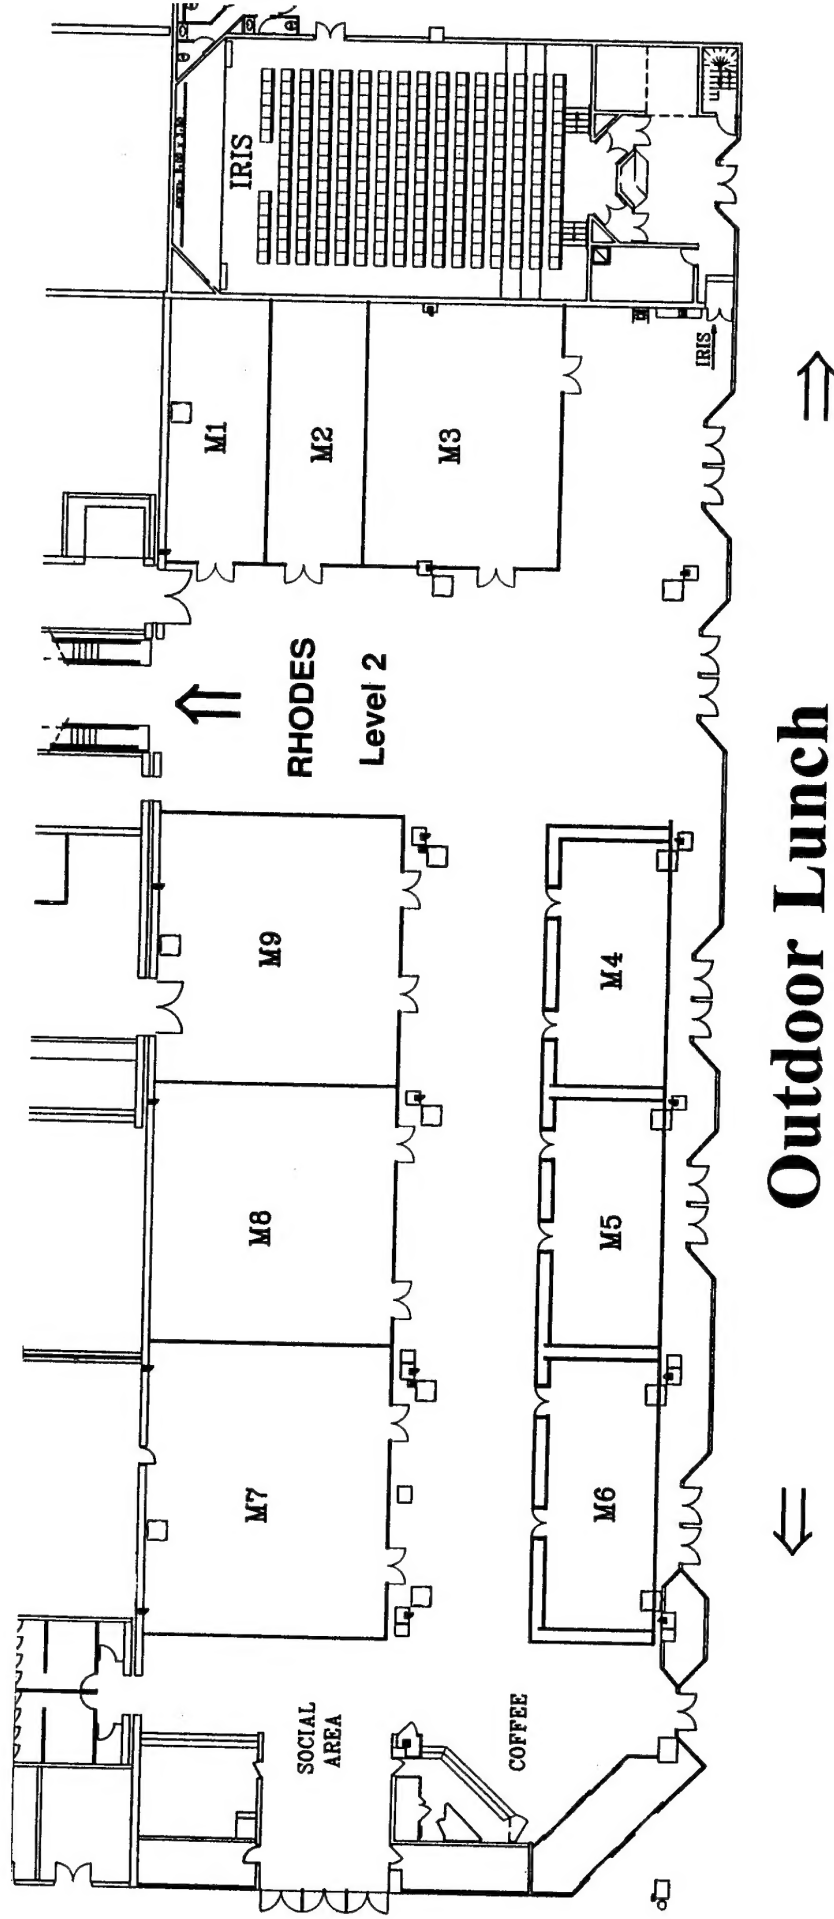 IRIS
M1
M2
M3
IRIS
RHODES
Level 2
M9
M4
M8
M5
M7
M6
SOCIAL
AREA
COFFEE
Outdoor Lunch